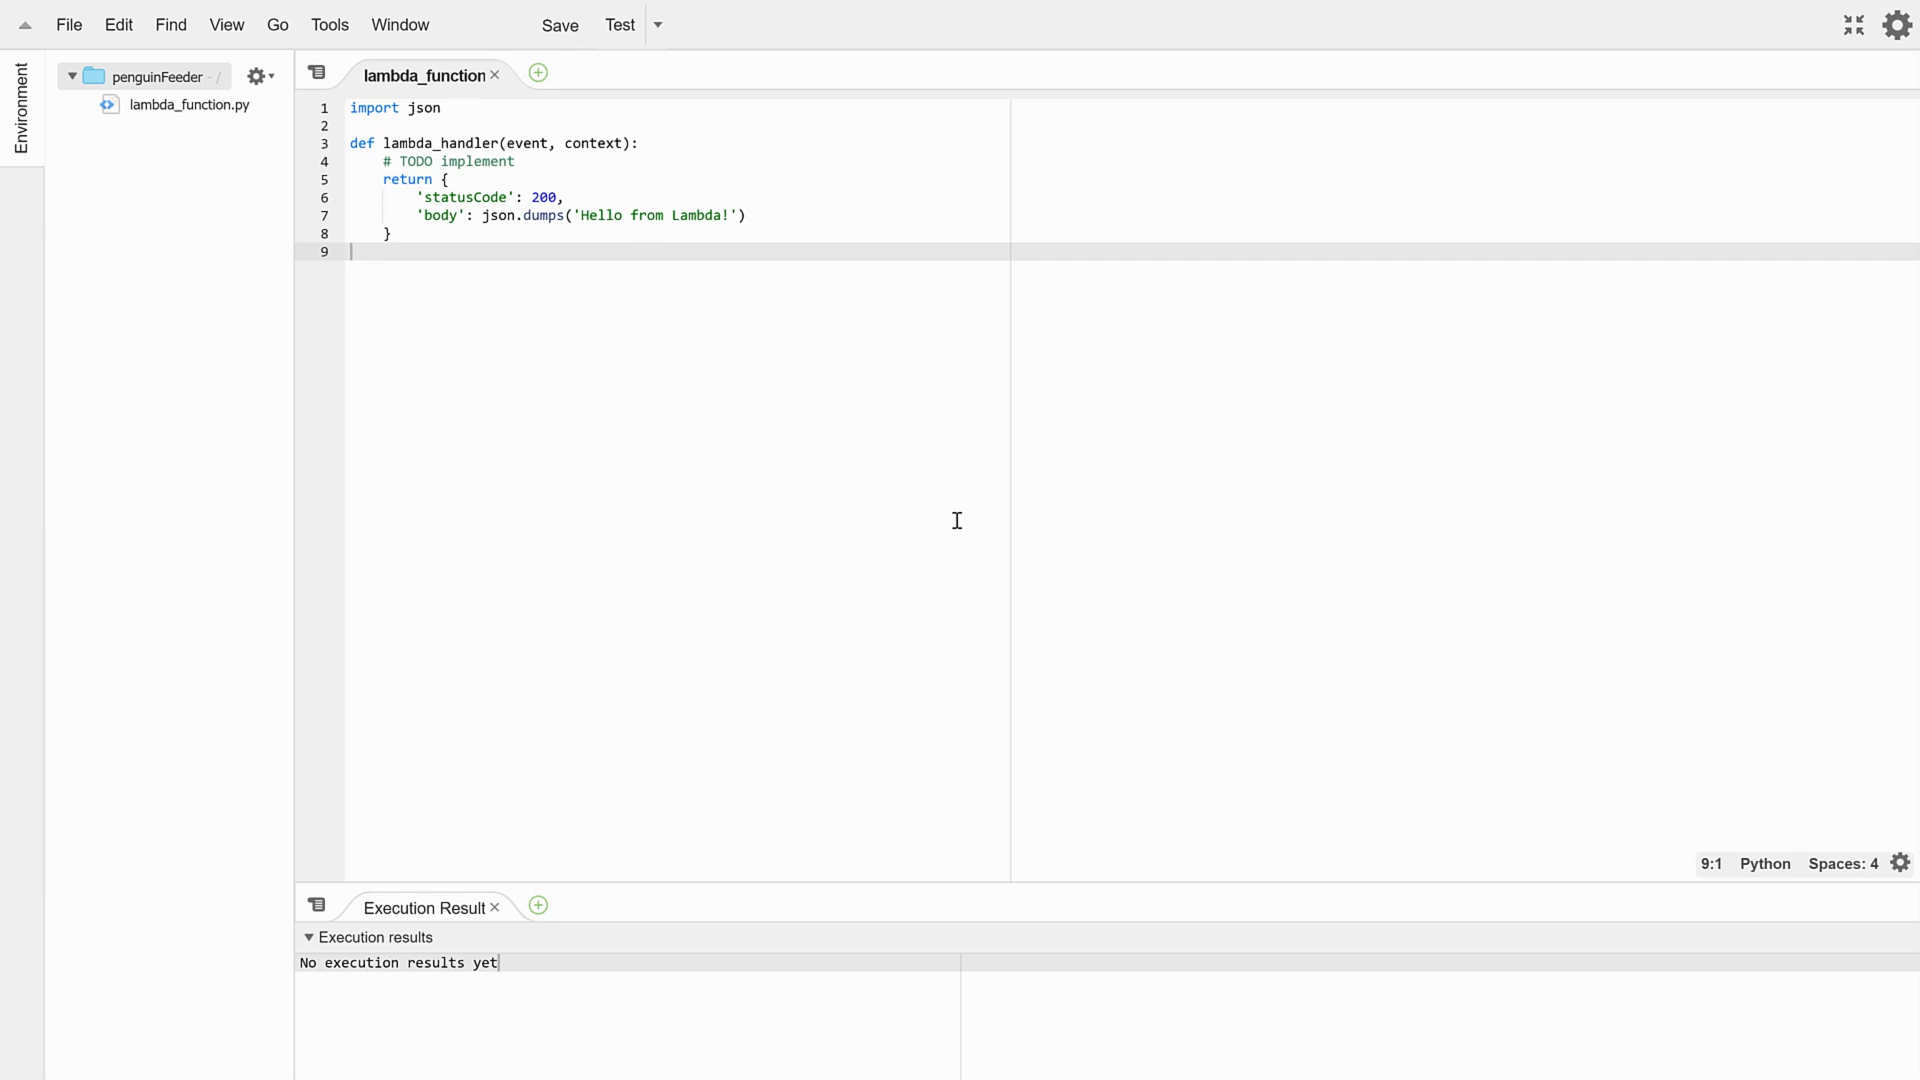 File Edit Find View Go Tools Window Save Test
Environment
penguinFeeder - /
lambda_function.py
lambda_function
1 import json
2
3 def lambda_handler(event, context):
4     # TODO implement
5     return {
6         'statusCode': 200,
7         'body': json.dumps('Hello from Lambda!')
8     }
9
9:1 Python Spaces: 4
Execution Result
Execution results
No execution results yet